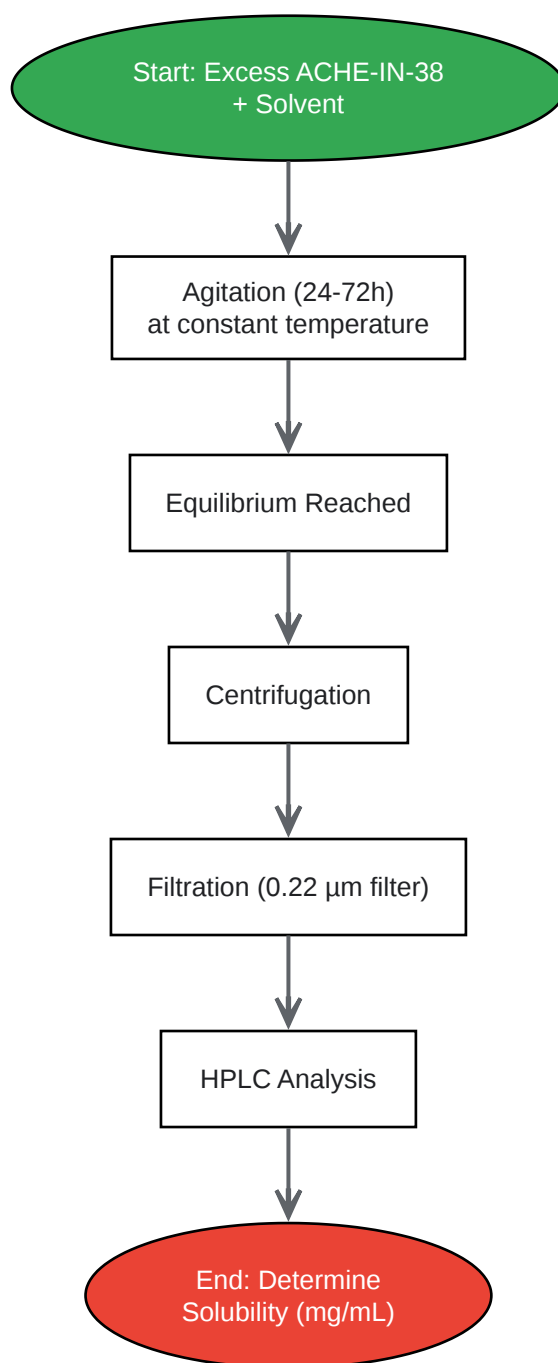 Start: Excess ACHE-IN-38
+ Solvent
Agitation (24-72h)
at constant temperature
Equilibrium Reached
Centrifugation
Filtration (0.22 µm filter)
HPLC Analysis
End: Determine
Solubility (mg/mL)